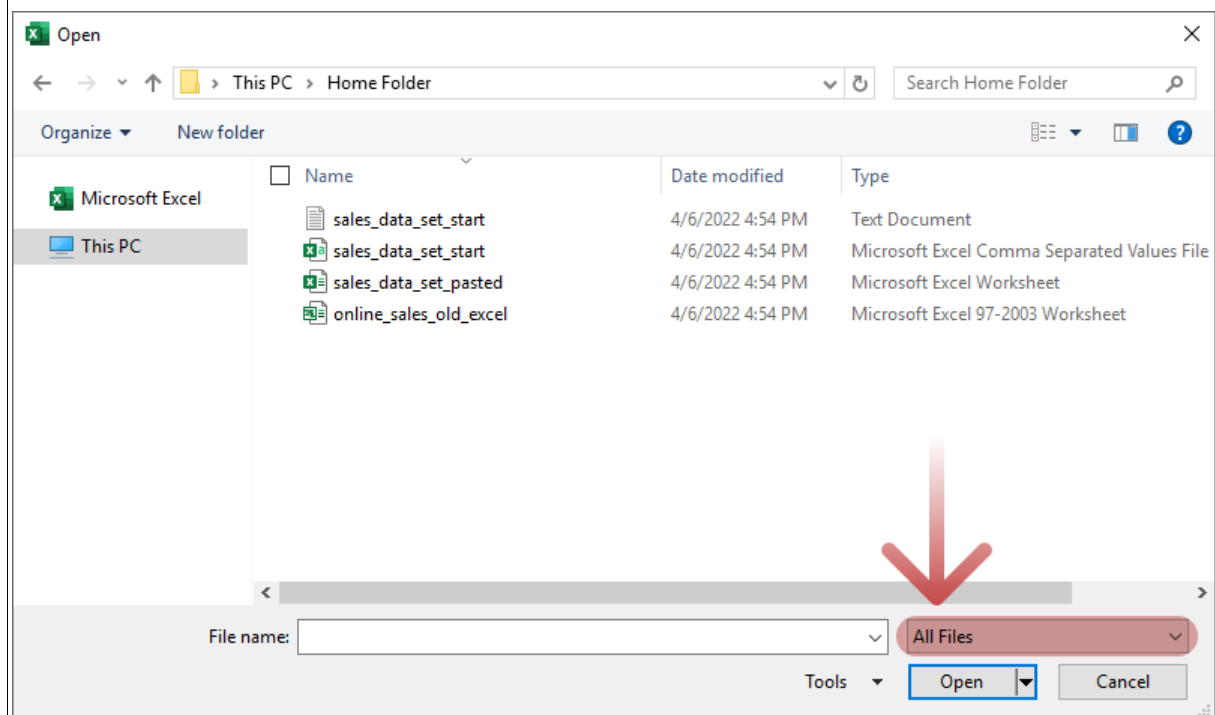 Open
This PC > Home Folder
Search Home Folder
Organize
New folder
Name
Date modified
Type
Microsoft Excel
This PC
sales_data_set_start 4/6/2022 4:54 PM Text Document
sales_data_set_start 4/6/2022 4:54 PM Microsoft Excel Comma Separated Values File
sales_data_set_pasted 4/6/2022 4:54 PM Microsoft Excel Worksheet
online_sales_old_excel 4/6/2022 4:54 PM Microsoft Excel 97-2003 Worksheet
File name:
All Files
Tools
Open
Cancel